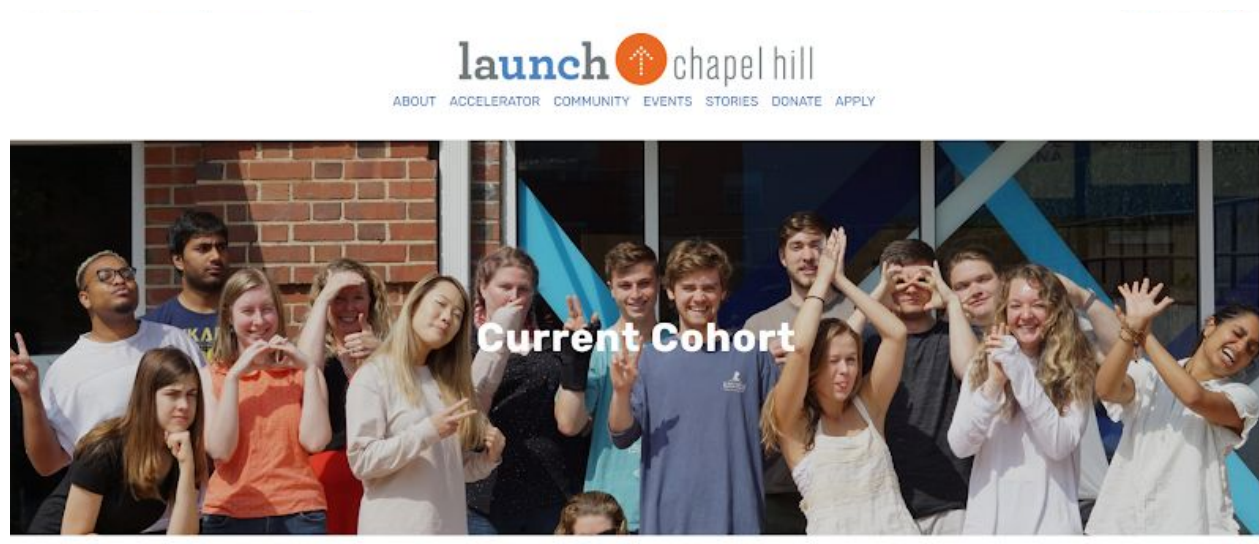 launch chapel hill
ABOUT ACCELERATOR COMMUNITY EVENTS STORIES DONATE APPLY
Current Cohort